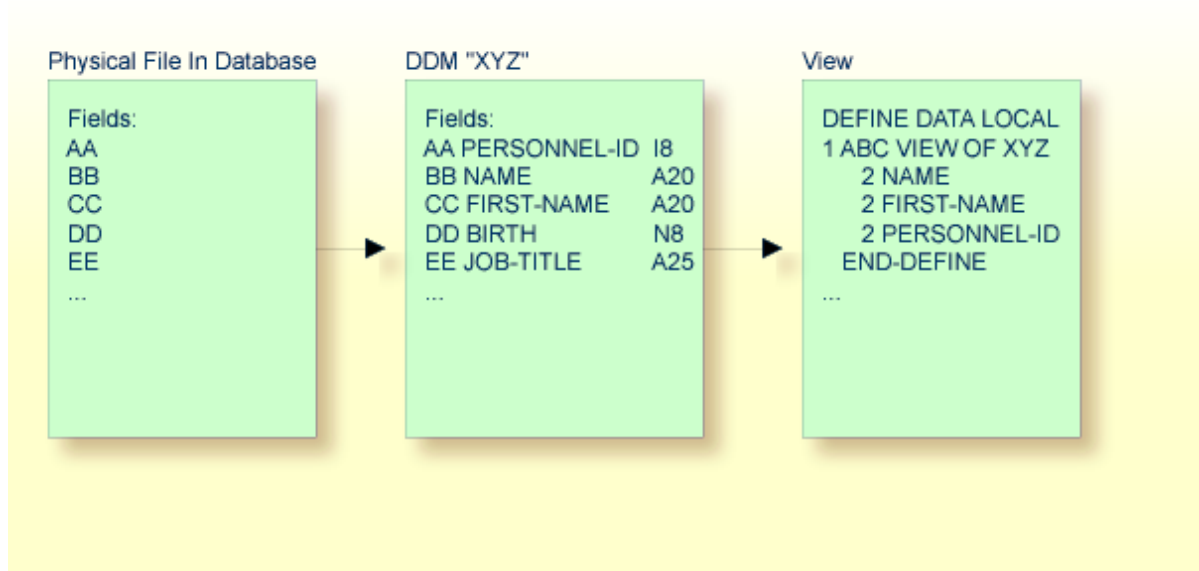 Physical File In Database
Fields:
AA
BB
CC
DD
EE
...
DDM "XYZ"
Fields:
AA PERSONNEL-ID I8
BB NAME A20
CC FIRST-NAME A20
DD BIRTH N8
EE JOB-TITLE A25
...
View
DEFINE DATA LOCAL
1 ABC VIEW OF XYZ
2 NAME
2 FIRST-NAME
2 PERSONNEL-ID
END-DEFINE
...